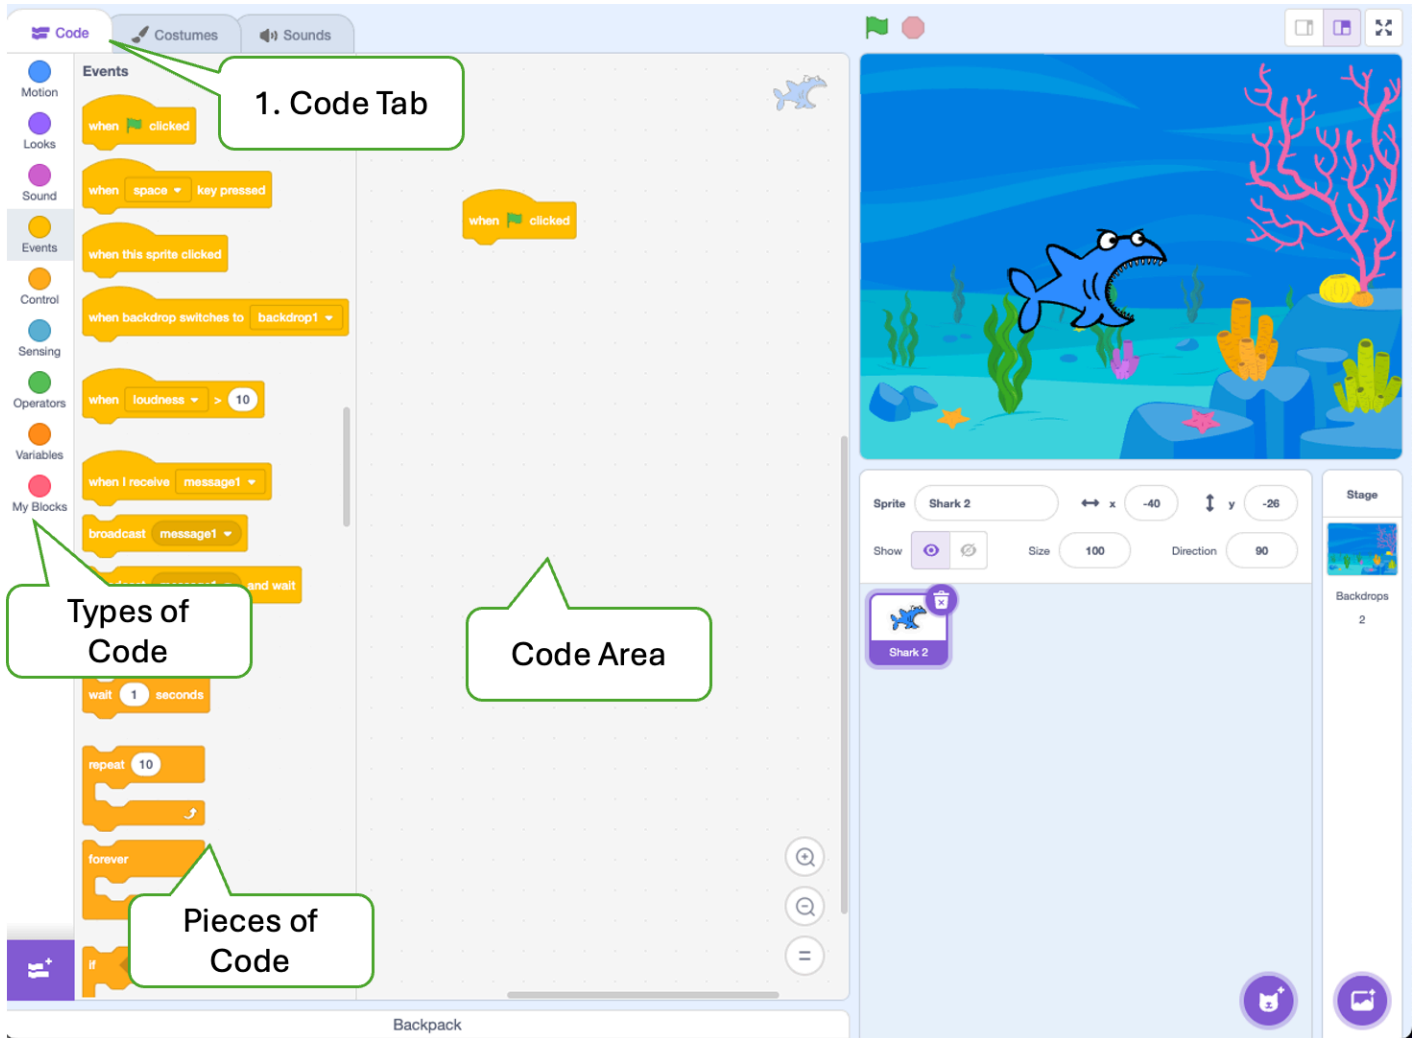 Code
Costumes
Sounds
1. Code Tab
Motion
Looks
Sound
Events
Control
Sensing
Operators
Variables
My Blocks
Events
when clicked
when space key pressed
when this sprite clicked
when backdrop switches to backdrop1
when loudness > 10
when I receive message1
broadcast message1
and wait
Types of
Code
wait 1 seconds
repeat 10
forever
Pieces of
Code
if
when clicked
Code Area
Backpack
Sprite Shark 2 x -40 y -26
Show Size 100 Direction 90
Shark 2
Stage
Backdrops
2